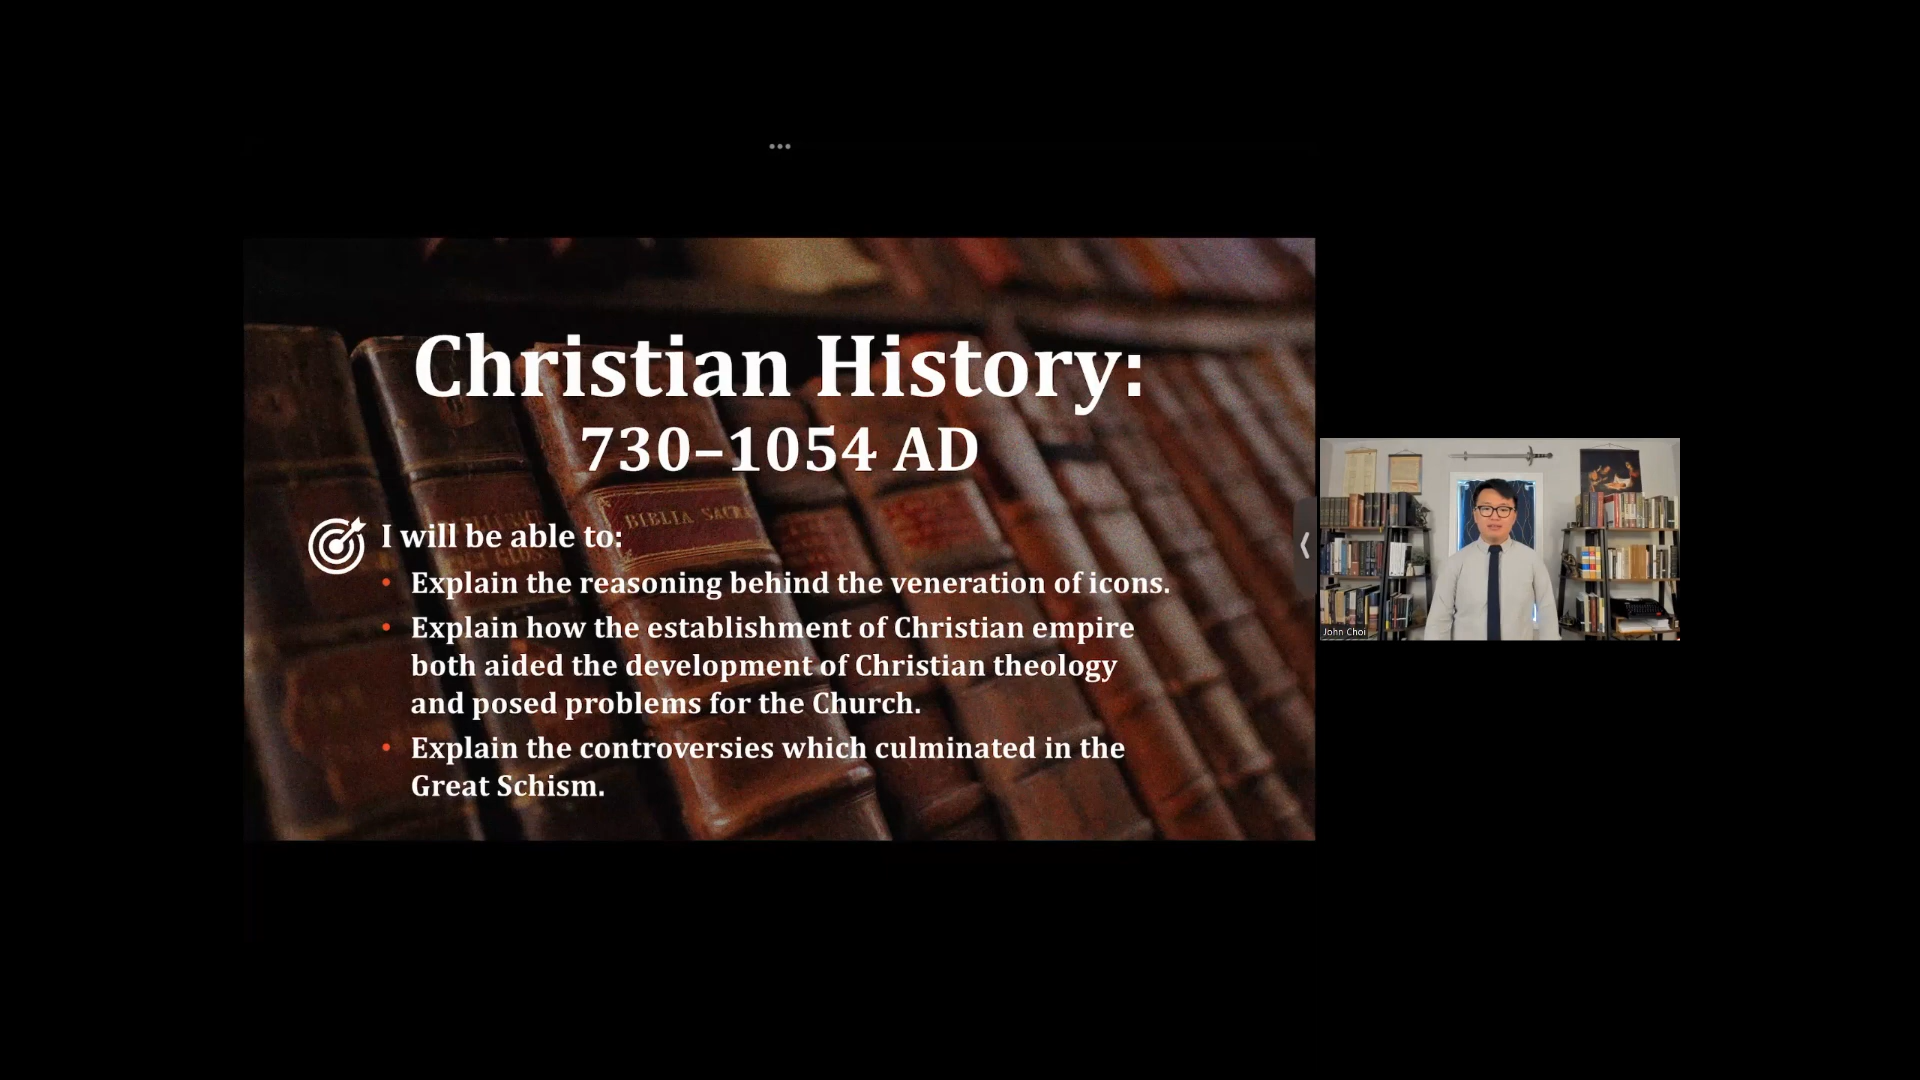 Christian History:
730–1054 AD
BIBLIA SACRA
I will be able to:
• Explain the reasoning behind the veneration of icons.
• Explain how the establishment of Christian empire
both aided the development of Christian theology
and posed problems for the Church.
• Explain the controversies which culminated in the
Great Schism.
John Choi